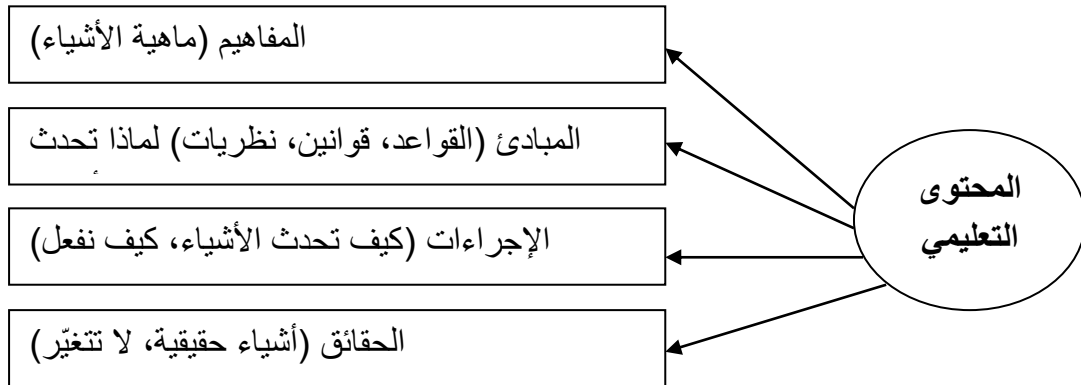 المفاهيم (ماهية الأشياء)
المبادئ (القواعد، قوانين، نظريات) لماذا تحدث
الإجراءات (كيف تحدث الأشياء، كيف نفعل)
الحقائق (أشياء حقيقية، لا تتغيّر)
المحتوى
التعليمي